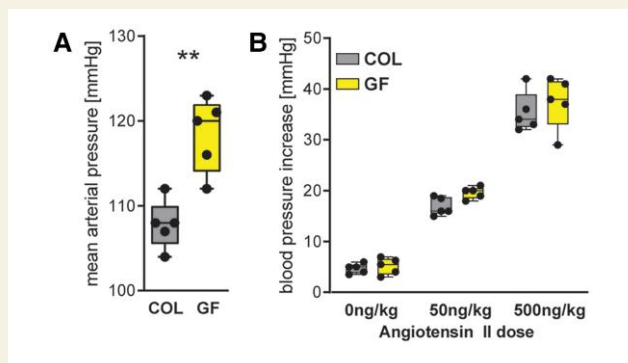 A
mean arterial pressure [mmHg]
130
120
110
100
**
COL GF
B
blood pressure increase [mmHg]
50
40
30
20
10
0
COL
GF
0ng/kg 50ng/kg 500ng/kg
Angiotensin II dose